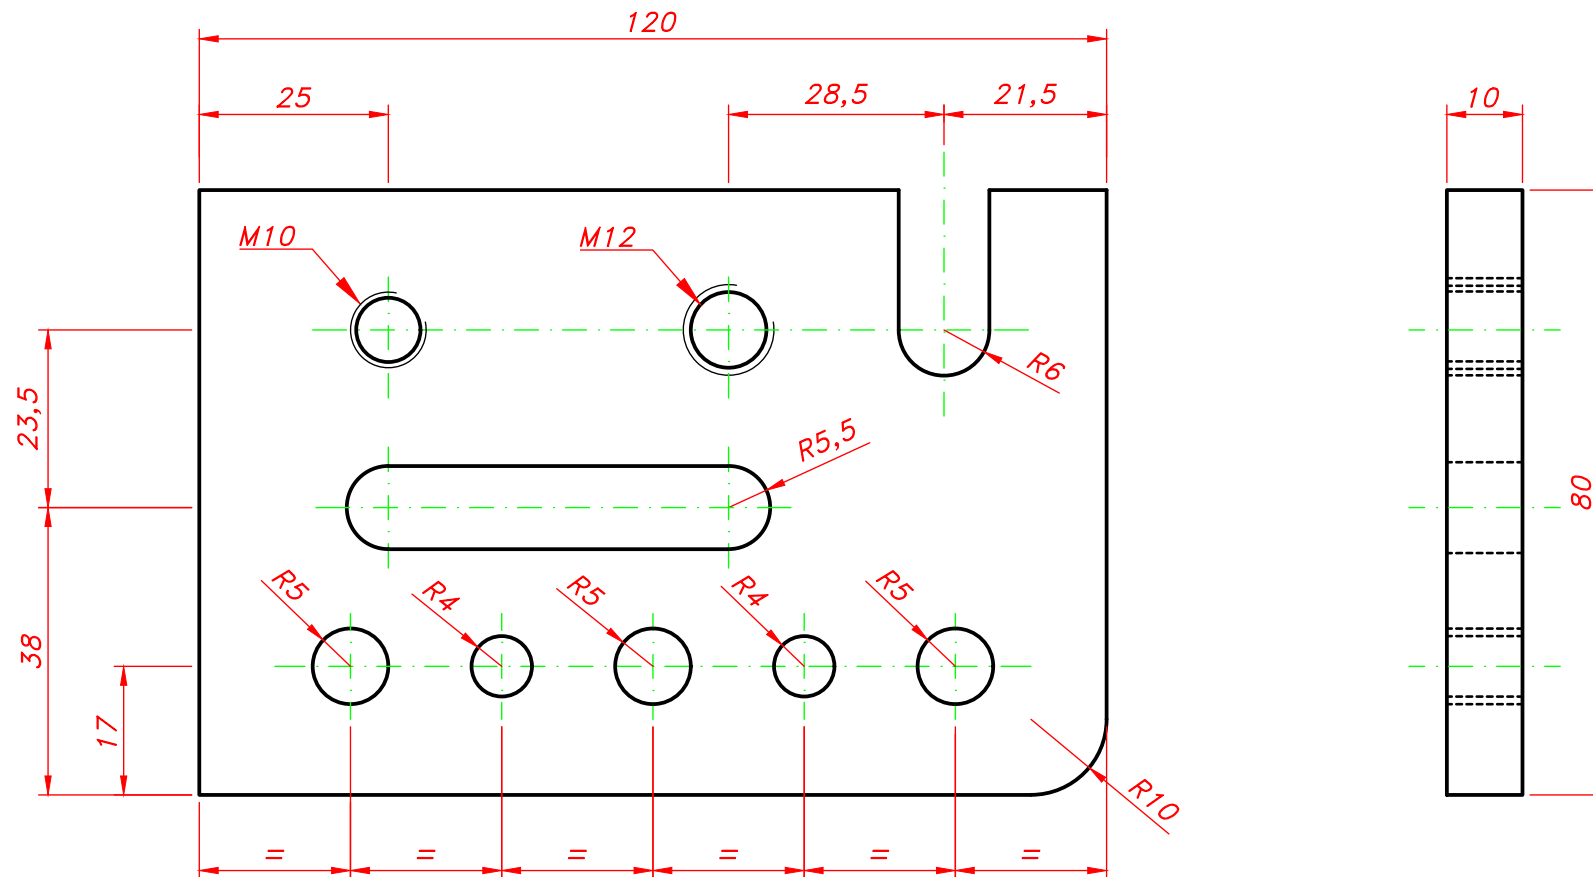 120
25
28,5
21,5
10
M10
M12
R6
23,5
R5,5
80
R5
R4
R5
R4
R5
38
17
R10
=
=
=
=
=
=